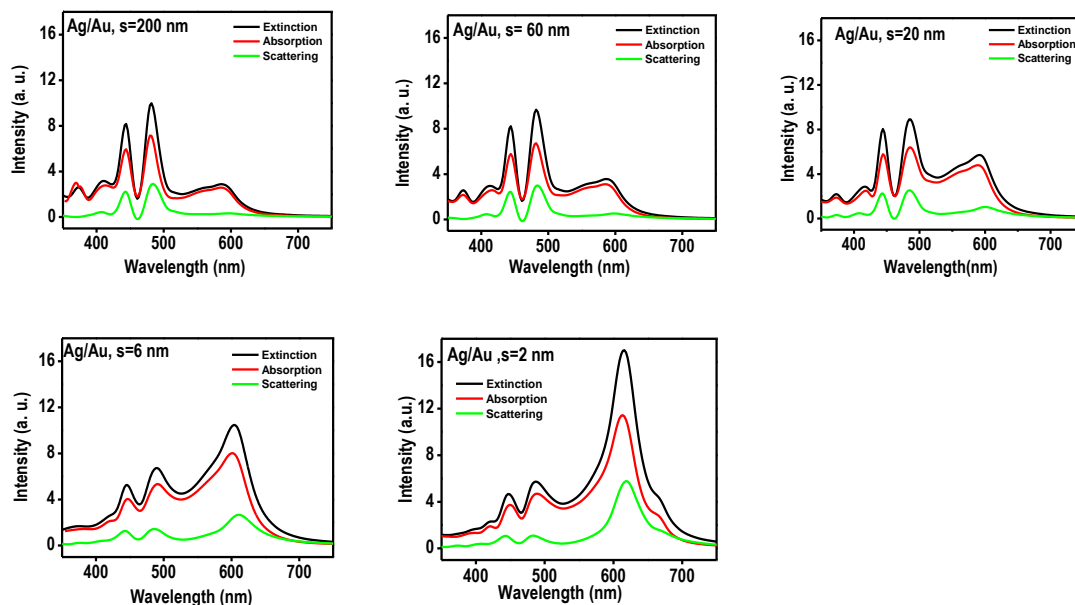 Ag/Au, s=200 nm
Extinction
Absorption
Scattering
16
12
8
4
0
Intensity (a. u.)
400 500 600 700
Wavelength (nm)
Ag/Au, s= 60 nm
Extinction
Absorption
Scattering
16
12
8
4
0
Intensity (a. u.)
400 500 600 700
Wavelength (nm)
Ag/Au, s=20 nm
Extinction
Absorption
Scattering
16
12
8
4
0
Intensity (a. u.)
400 500 600 700
Wavelength(nm)
Ag/Au, s=6 nm
Extinction
Absorption
Scattering
16
12
8
4
0
Intensity (a. u.)
400 500 600 700
Wavelength (nm)
Ag/Au ,s=2 nm
Extinction
Absorption
Scattering
16
12
8
4
0
Intensity (a. u.)
400 500 600 700
Wavelength (nm)